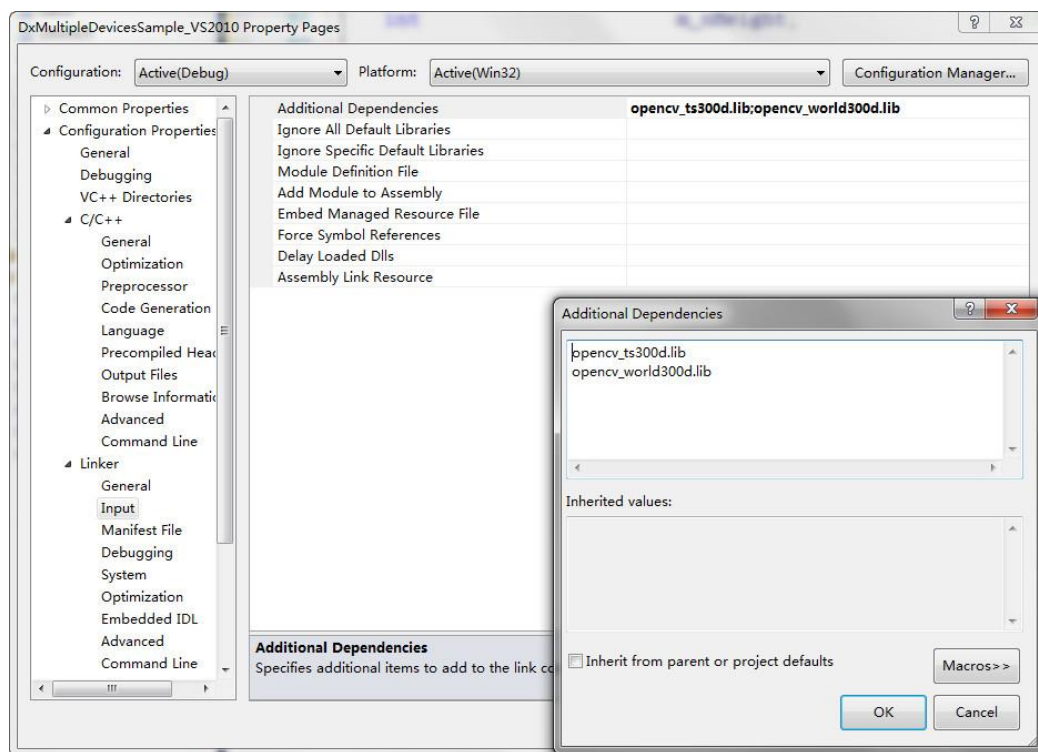 DxMultipleDevicesSample_VS2010 Property Pages
Configuration: Active(Debug) Platform: Active(Win32) Configuration Manager...
Common Properties
Configuration Properties
General
Debugging
VC++ Directories
C/C++
General
Optimization
Preprocessor
Code Generation
Language
Precompiled Head
Output Files
Browse Informatic
Advanced
Command Line
Linker
General
Input
Manifest File
Debugging
System
Optimization
Embedded IDL
Advanced
Command Line
Additional Dependencies opencv_ts300d.lib;opencv_world300d.lib
Ignore All Default Libraries
Ignore Specific Default Libraries
Module Definition File
Add Module to Assembly
Embed Managed Resource File
Force Symbol References
Delay Loaded Dlls
Assembly Link Resource
Additional Dependencies
Specifies additional items to add to the link co
Additional Dependencies
opencv_ts300d.lib
opencv_world300d.lib
Inherited values:
Inherit from parent or project defaults
Macros>>
OK Cancel